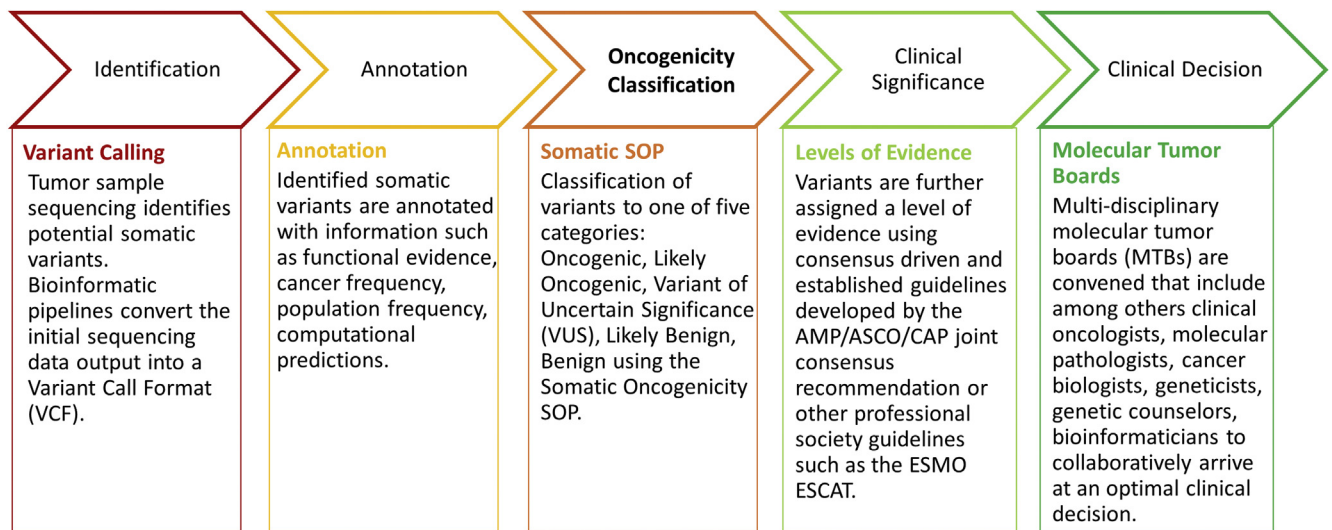 Identification
Annotation
Oncogenicity
Classification
Clinical
Significance
Clinical Decision
Variant Calling
Tumor sample
sequencing identifies
potential somatic
variants.
Bioinformatic
pipelines convert the
initial sequencing
data output into a
Variant Call Format
(VCF).
Annotation
Identified somatic
variants are annotated
with information such
as functional evidence,
cancer frequency,
population frequency,
computational
predictions.
Somatic SOP
Classification of
variants to one of five
categories:
Oncogenic, Likely
Oncogenic, Variant of
Uncertain Significance
(VUS), Likely Benign,
Benign using the
Somatic Oncogenicity
SOP.
Levels of Evidence
Variants are further
assigned a level of
evidence using
consensus driven and
established guidelines
developed by the
AMP/ASCO/CAP joint
consensus
recommendation or
other professional
society guidelines
such as the ESMO
ESCAT.
Molecular Tumor
Boards
Multi-disciplinary
molecular tumor
boards (MTBs) are
convened that include
among others clinical
oncologists, molecular
pathologists, cancer
biologists, geneticists,
genetic counselors,
bioinformaticians to
collaboratively arrive
at an optimal clinical
decision.